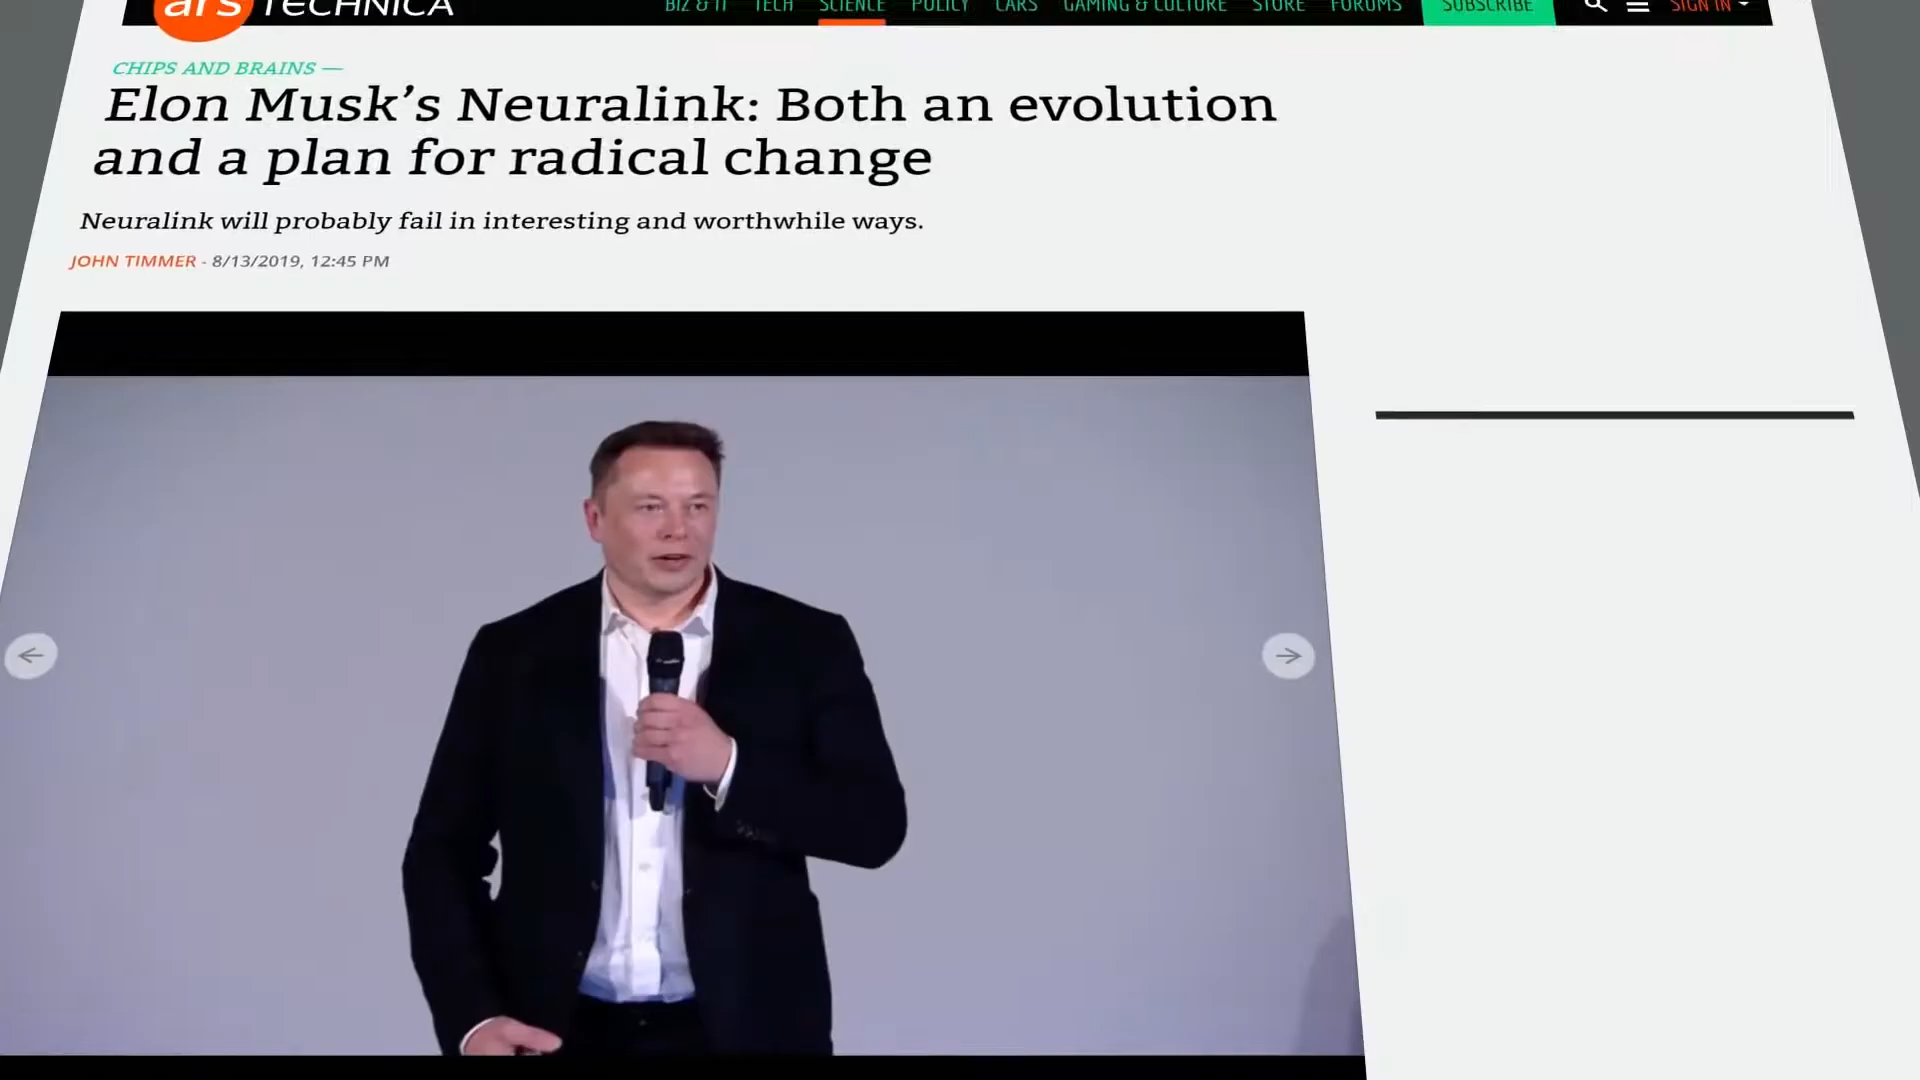 ars TECHNICA
BIZ & IT TECH SCIENCE POLICY CARS GAMING & CULTURE STORE FORUMS SUBSCRIBE SIGN IN
CHIPS AND BRAINS —
Elon Musk’s Neuralink: Both an evolution
and a plan for radical change
Neuralink will probably fail in interesting and worthwhile ways.
JOHN TIMMER - 8/13/2019, 12:45 PM